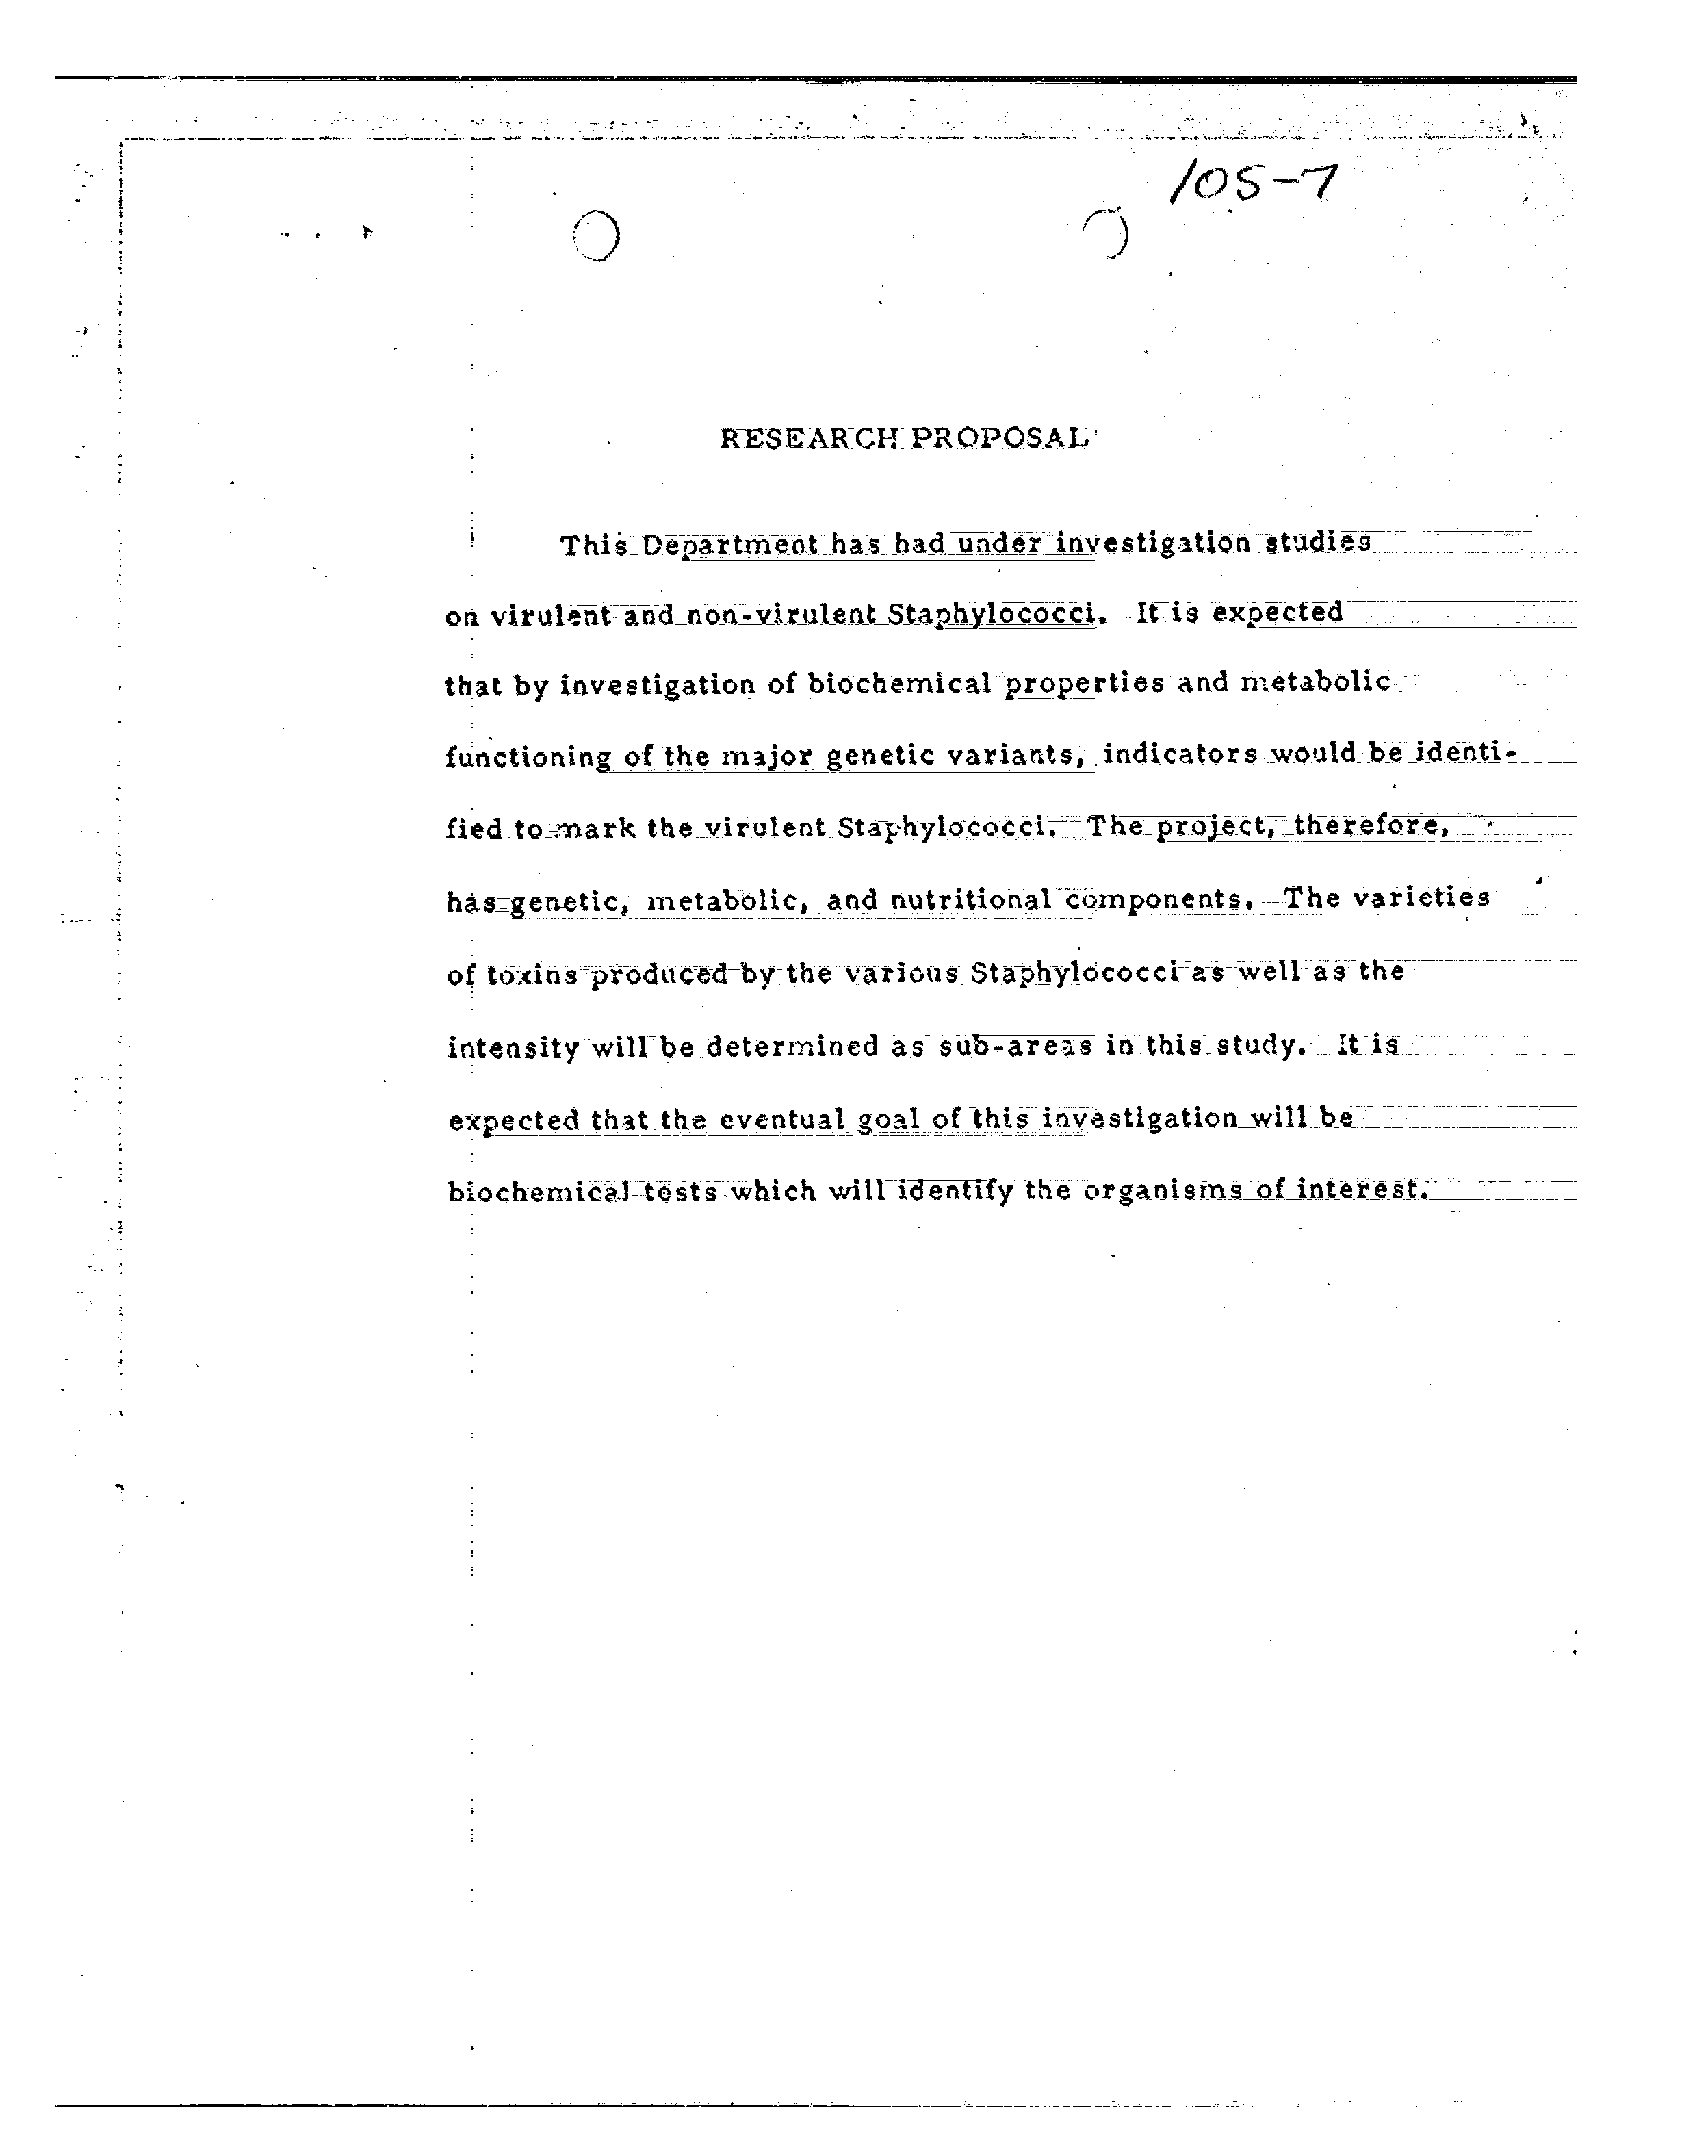 105-7
RESEARCH PROPOSAL
This Department has had under investigation studies
on virulent and non-virulent Staphylococci. It is expected
that by investigation of biochemical properties and metabolic
functioning of the major genetic variants, indicators would be identi-
fied to mark the virulent Staphylococci. The project, therefore,
has genetic, metabolic, and nutritional components. The varieties
of toxins produced by the various Staphylococci as well as the
intensity will be determined as sub-areas in this study. It is
expected that the eventual goal of this investigation will be
biochemical tests which will identify the organisms of interest.